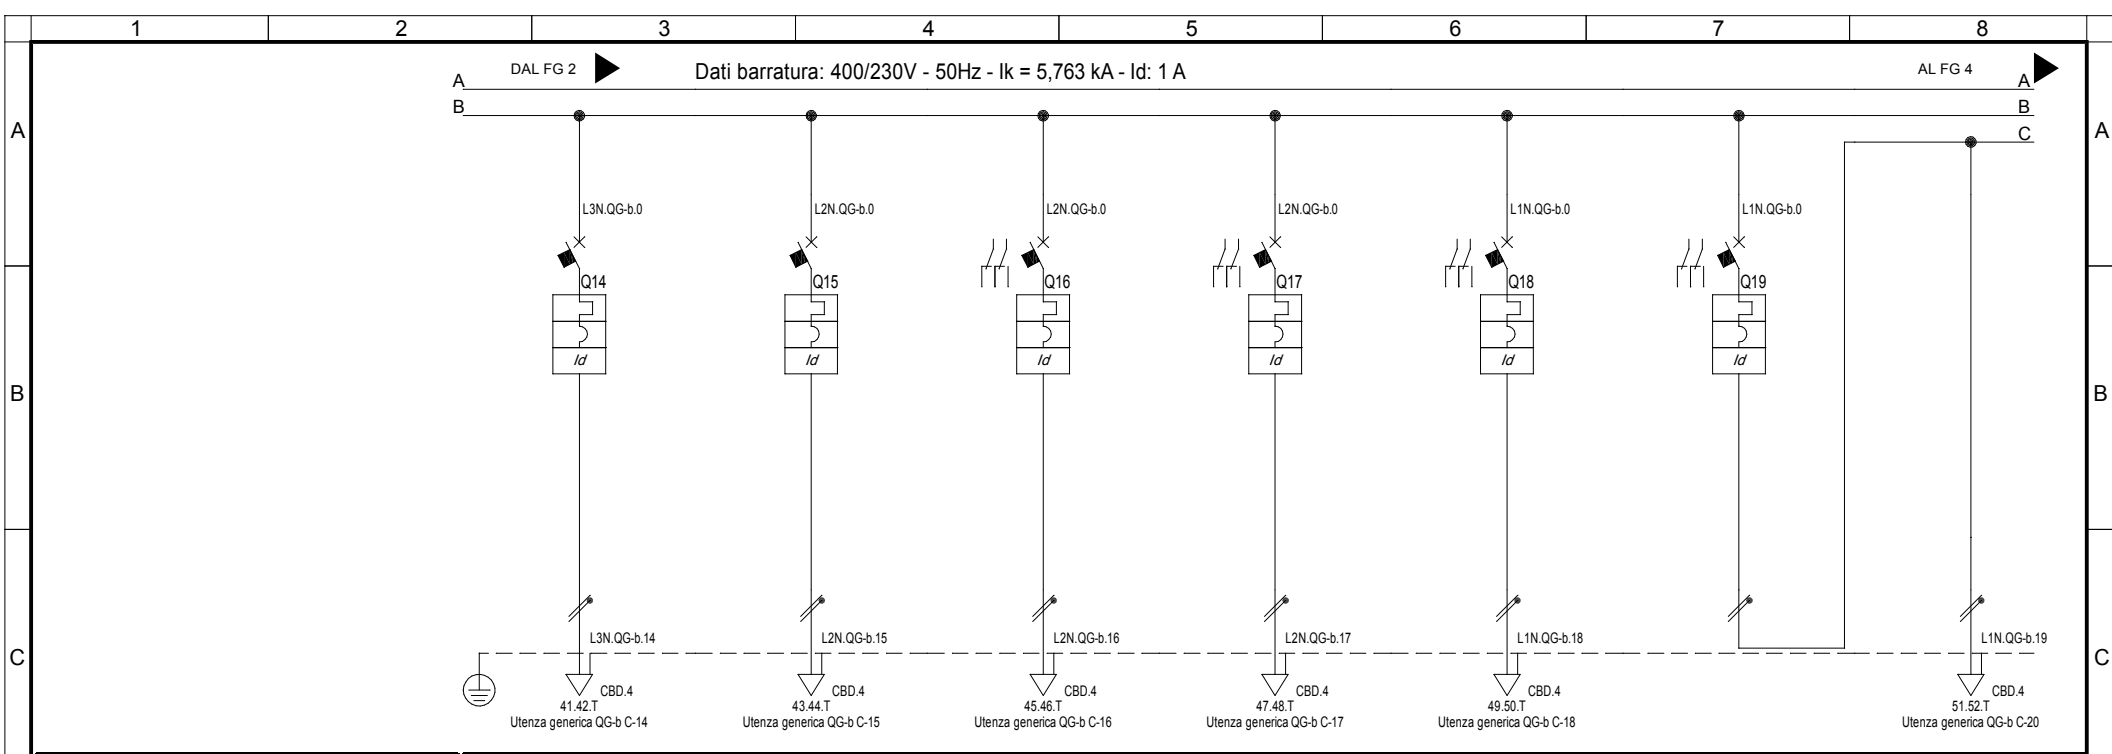 1 2 3 4 5 6 7 8
DAL FG 2 Dati barratura: 400/230V - 50Hz - Ik = 5,763 kA - Id: 1 A AL FG 4
A A
B B
C
A A
L3N.QG-b.0 L2N.QG-b.0 L2N.QG-b.0 L2N.QG-b.0 L1N.QG-b.0 L1N.QG-b.0
Q14 Q15 Q16 Q17 Q18 Q19
Id Id Id Id Id Id
B B
L3N.QG-b.14 L2N.QG-b.15 L2N.QG-b.16 L2N.QG-b.17 L1N.QG-b.18 L1N.QG-b.19
C C
CBD.4 CBD.4 CBD.4 CBD.4 CBD.4 CBD.4
41.42.T 43.44.T 45.46.T 47.48.T 49.50.T 51.52.T
Utenza generica QG-b C-14 Utenza generica QG-b C-15 Utenza generica QG-b C-16 Utenza generica QG-b C-17 Utenza generica QG-b C-18 Utenza generica QG-b C-20